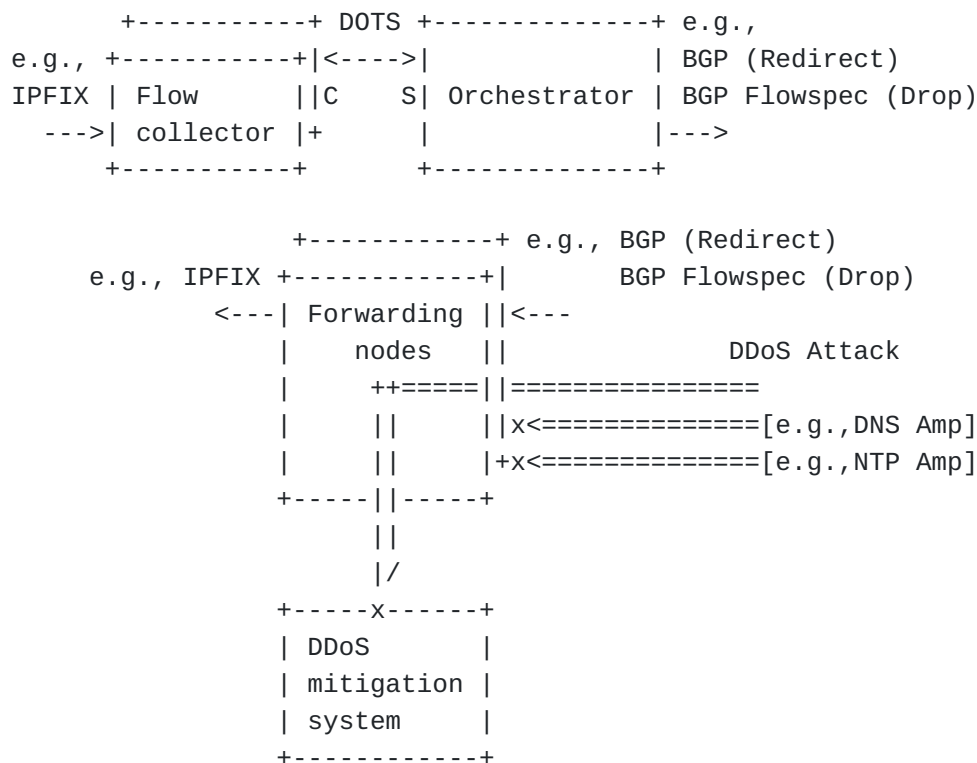 +-----------+ DOTS +--------------+ e.g.,
e.g., +-----------+|<---->|              | BGP (Redirect)
IPFIX | Flow      ||C    S| Orchestrator | BGP Flowspec (Drop)
--->| collector |+      |              |--->
+-----------+       +--------------+
+------------+ e.g., BGP (Redirect)
e.g., IPFIX +------------+|       BGP Flowspec (Drop)
<---| Forwarding ||<---
|    nodes   ||              DDoS Attack
|     ++=====||================
|     ||     ||x<==============[e.g.,DNS Amp]
|     ||     |+x<==============[e.g.,NTP Amp]
+-----||-----+
||
|/
+-----x------+
| DDoS       |
| mitigation |
| system     |
+------------+